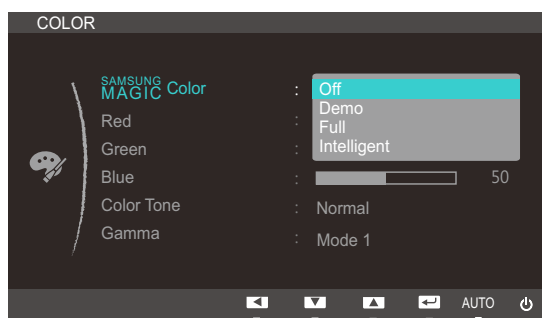 COLOR
SAMSUNG MAGIC Color : Off
Demo
Red :
Full
Green : Intelligent
Blue : 50
Color Tone : Normal
Gamma : Mode 1
AUTO